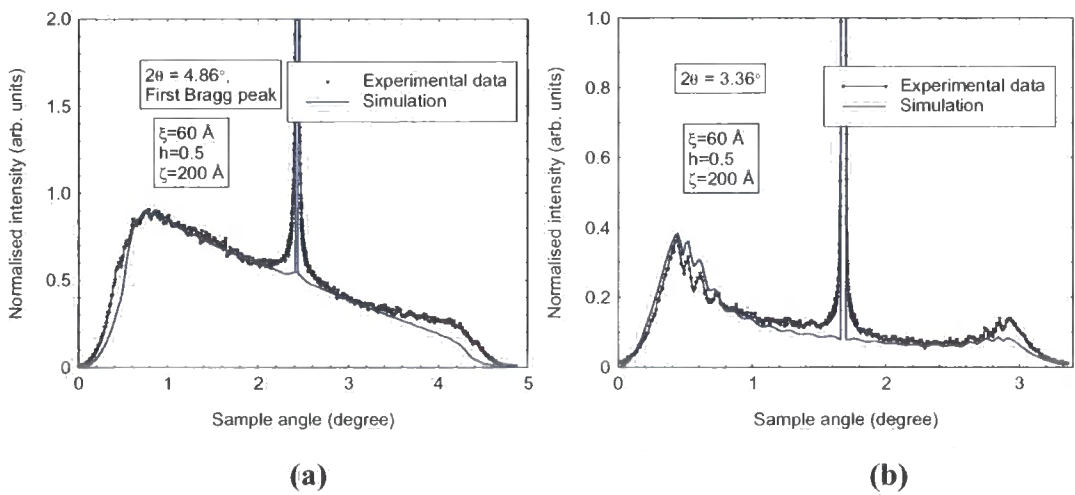 2.0
1.5
1.0
0.5
0
0
1
2
3
4
5
Normalised intensity (arb. units)
Sample angle (degree)
2θ = 4.86°,
First Bragg peak
ξ=60 Å
h=0.5
ζ=200 Å
Experimental data
Simulation
(a)
1.0
0.8
0.6
0.4
0.2
0
0
1
2
3
Normalised intensity (arb. units)
Sample angle (degree)
2θ = 3.36°
ξ=60 Å
h=0.5
ζ=200 Å
Experimental data
Simulation
(b)